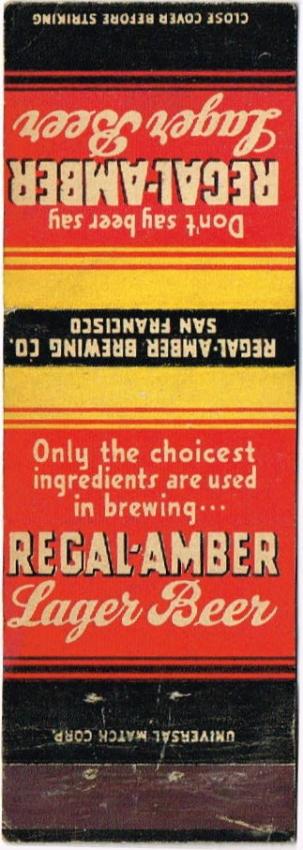 CLOSE COVER BEFORE STRIKING
Don't say beer say
REGAL-AMBER
Lager Beer
REGAL-AMBER BREWING CO.
SAN FRANCISCO
Only the choicest
ingredients are used
in brewing...
REGAL-AMBER
Lager Beer
UNIVERSAL MATCH CORP.